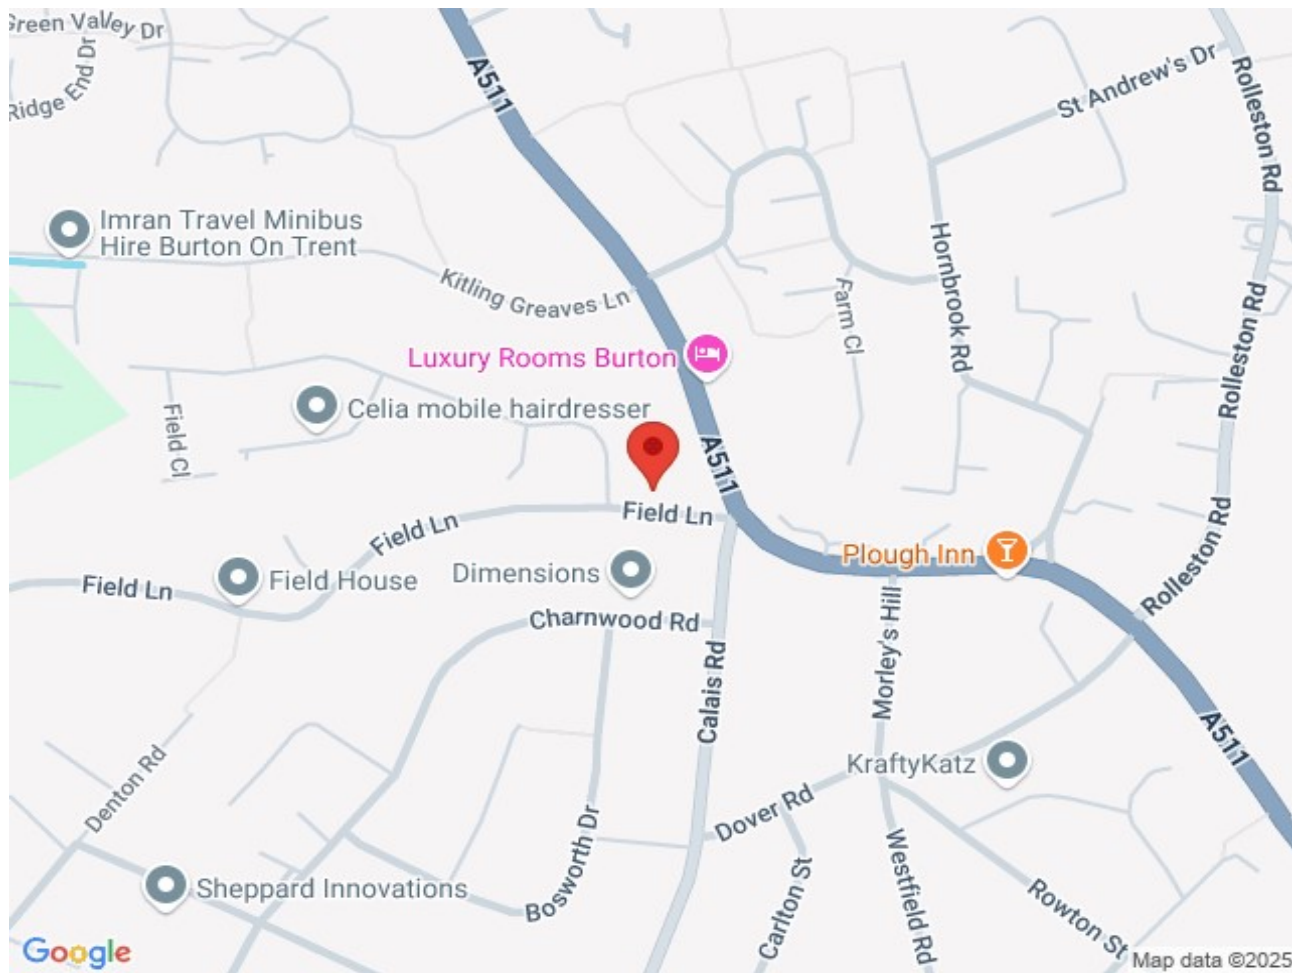 Green Valley Dr
Ridge End Dr
A511
St Andrew's Dr
Rolleston Rd
Imran Travel Minibus
Hire Burton On Trent
Kitling Greaves Ln
Hornbrook Rd
Farm Cl
Rolleston Rd
Luxury Rooms Burton
Celia mobile hairdresser
Field Cl
A511
Field Ln
Field Ln
Field Ln
Field House
Dimensions
Plough Inn
Rolleston Rd
Charnwood Rd
Calais Rd
Morley's Hill
A511
KraftyKatz
Denton Rd
Dover Rd
Bosworth Dr
Carlton St
Westfield Rd
Rowton St
Sheppard Innovations
Google
Map data ©2025